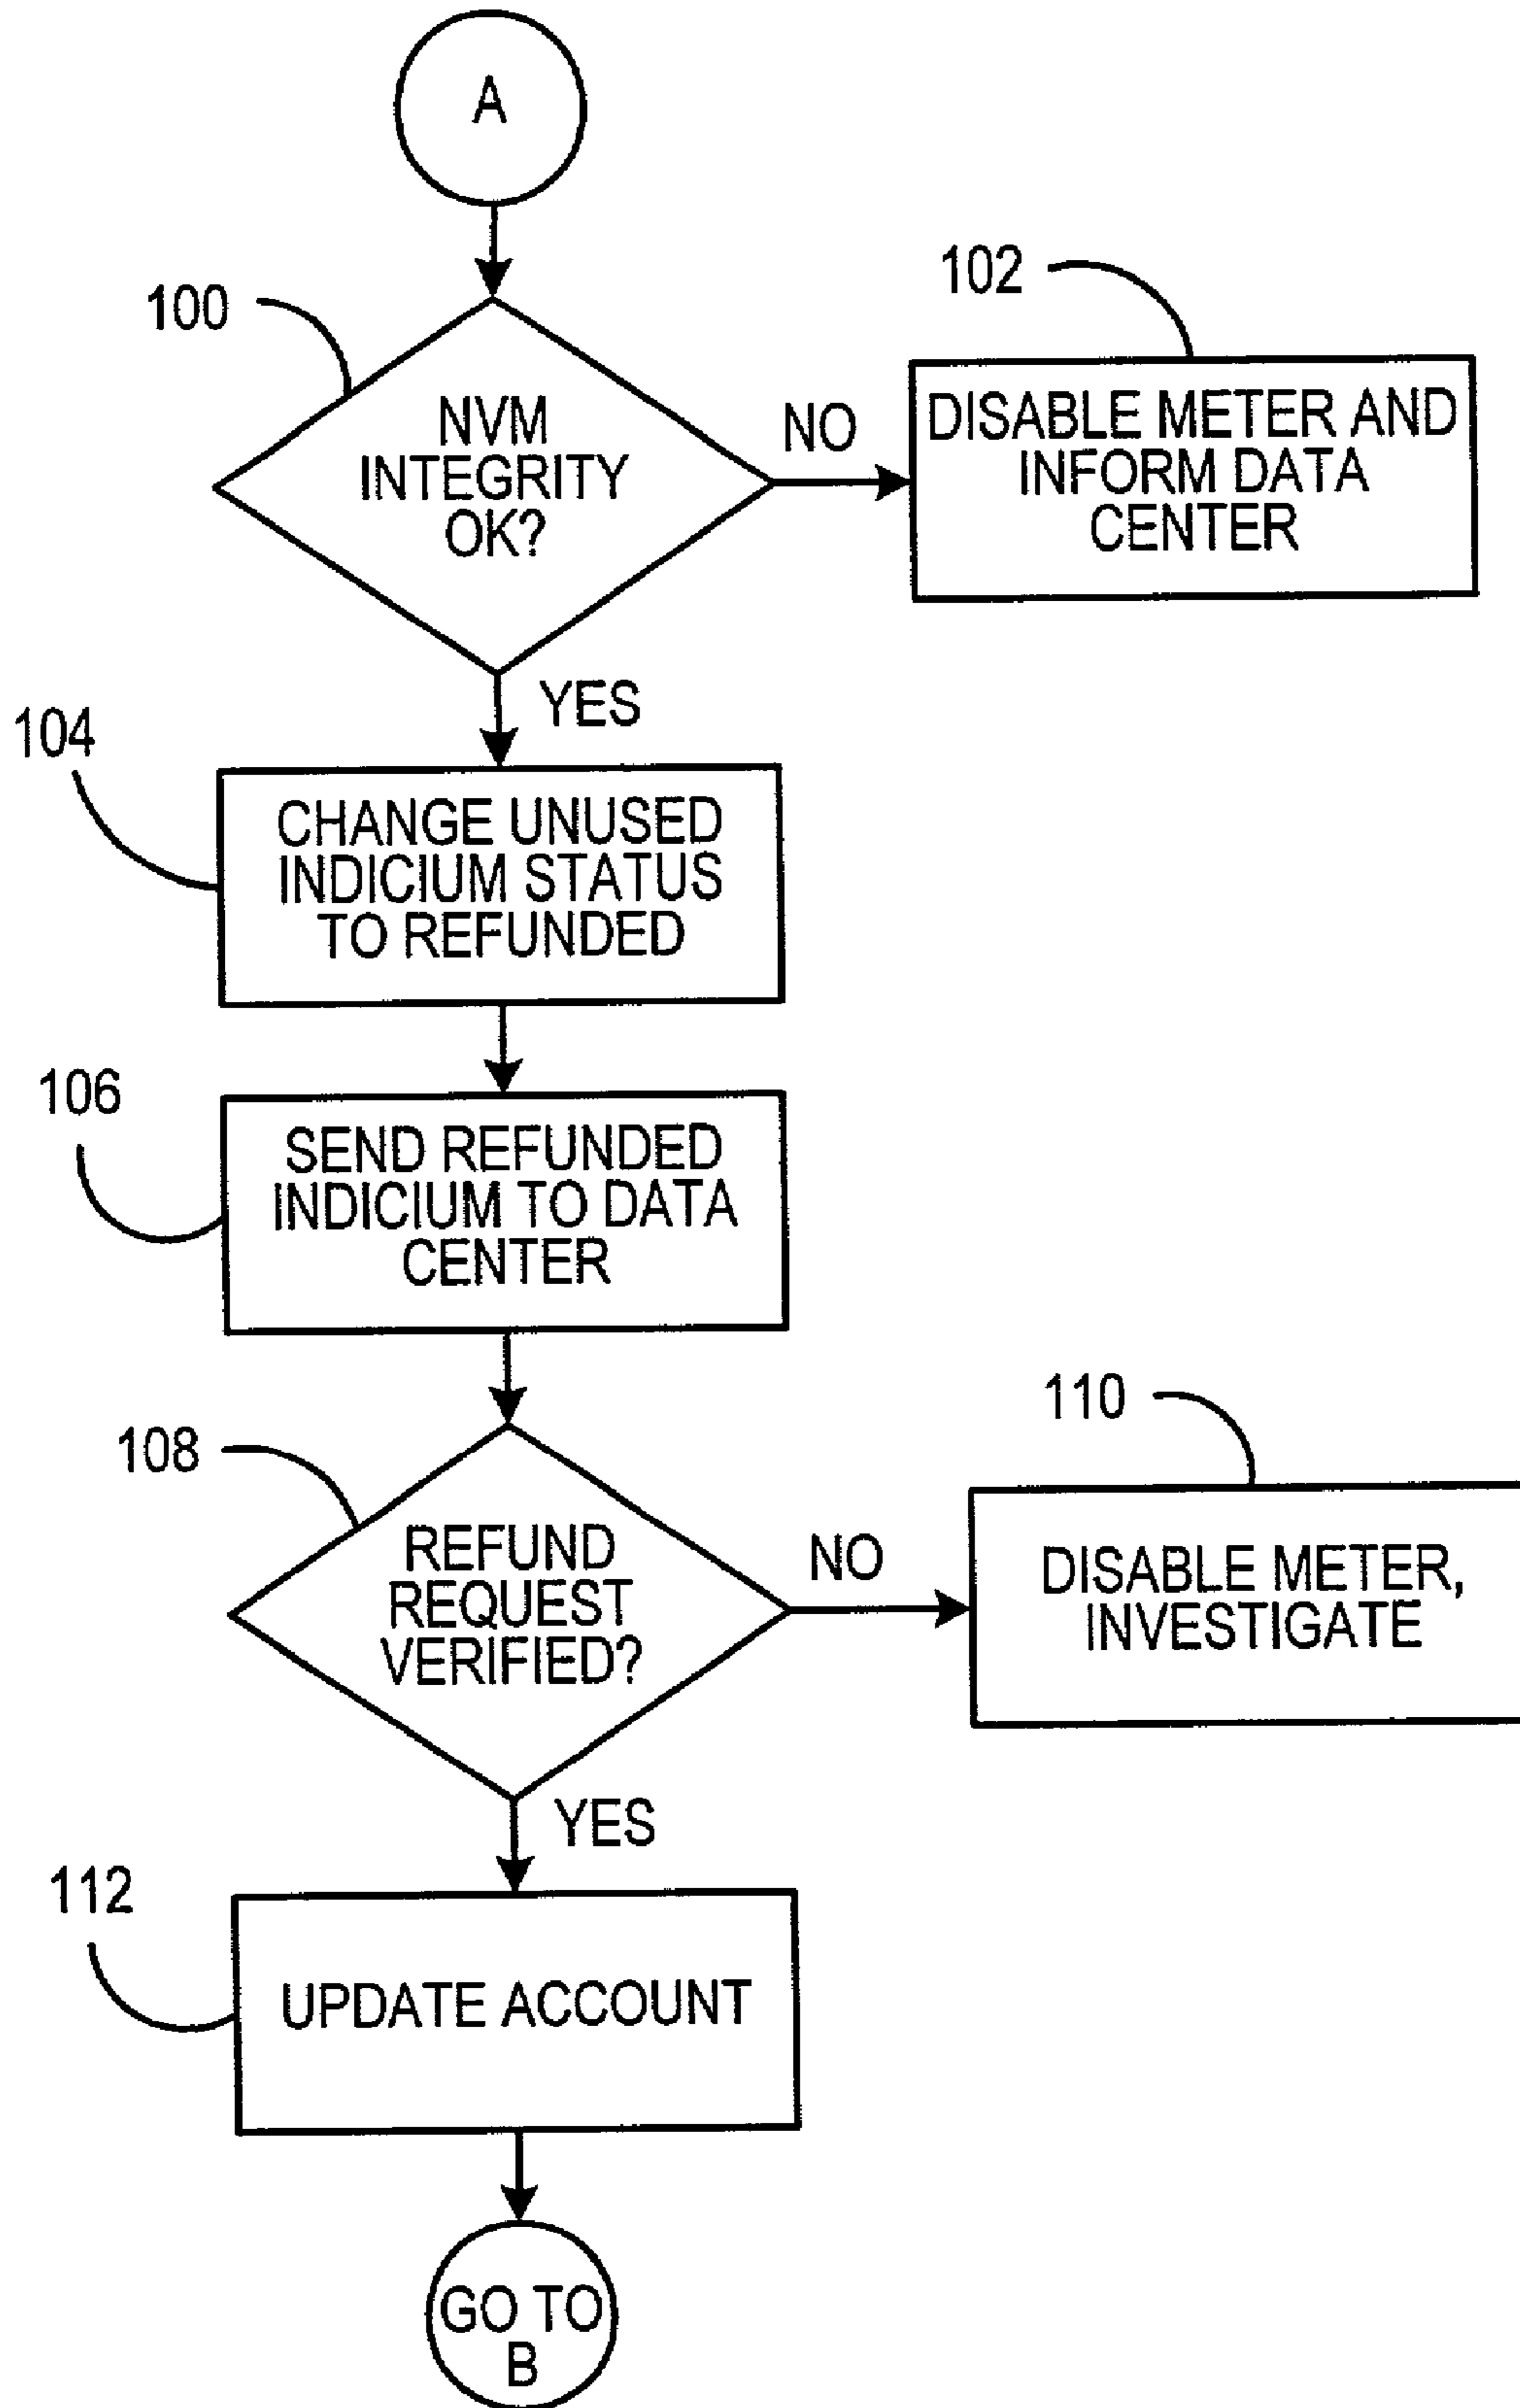 A
100
NVM
INTEGRITY
OK?
NO
102
DISABLE METER AND
INFORM DATA
CENTER
YES
104
CHANGE UNUSED
INDICIUM STATUS
TO REFUNDED
106
SEND REFUNDED
INDICIUM TO DATA
CENTER
108
REFUND
REQUEST
VERIFIED?
NO
110
DISABLE METER,
INVESTIGATE
YES
112
UPDATE ACCOUNT
GO TO
B